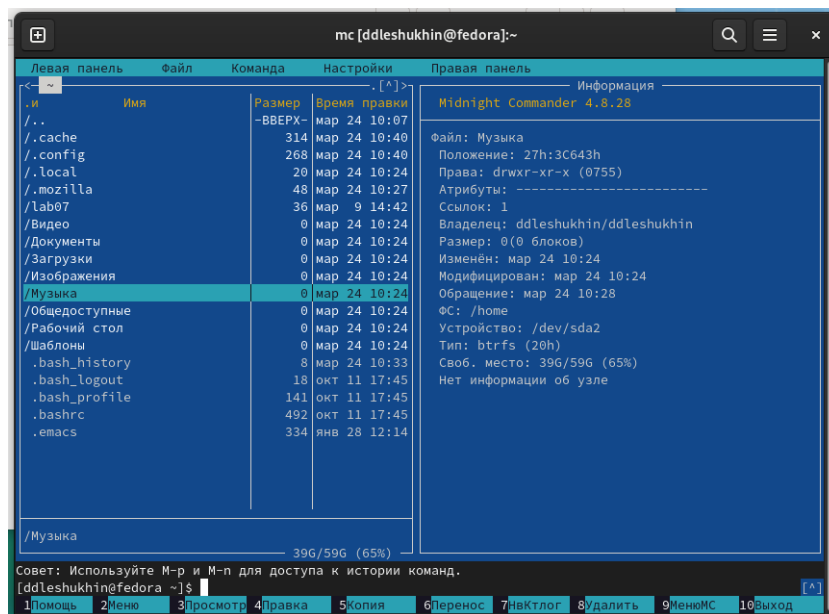 mc [ddleshukhin@fedora]:~
Левая панель Файл Команда Настройки Правая панель
<- ~ .[^]>
.и Имя Размер Время правки
/.. -ВВЕРХ- мар 24 10:07
/.cache 314 мар 24 10:40
/.config 268 мар 24 10:40
/.local 20 мар 24 10:24
/.mozilla 48 мар 24 10:27
/lab07 36 мар 9 14:42
/Видео 0 мар 24 10:24
/Документы 0 мар 24 10:24
/Загрузки 0 мар 24 10:24
/Изображения 0 мар 24 10:24
/Музыка 0 мар 24 10:24
/Общедоступные 0 мар 24 10:24
/Рабочий стол 0 мар 24 10:24
/Шаблоны 0 мар 24 10:24
.bash_history 8 мар 24 10:33
.bash_logout 18 окт 11 17:45
.bash_profile 141 окт 11 17:45
.bashrc 492 окт 11 17:45
.emacs 334 янв 28 12:14
/Музыка
39G/59G (65%)
Информация
Midnight Commander 4.8.28
Файл: Музыка
Положение: 27h:3C643h
Права: drwxr-xr-x (0755)
Атрибуты: -------------------------
Ссылок: 1
Владелец: ddleshukhin/ddleshukhin
Размер: 0(0 блоков)
Изменён: мар 24 10:24
Модифицирован: мар 24 10:24
Обращение: мар 24 10:28
ФС: /home
Устройство: /dev/sda2
Тип: btrfs (20h)
Своб. место: 39G/59G (65%)
Нет информации об узле
Совет: Используйте M-p и M-n для доступа к истории команд.
[ddleshukhin@fedora ~]$ [^]
1Помощь 2Меню 3Просмотр 4Правка 5Копия 6Перенос 7НвКтлог 8Удалить 9МенюMC 10Выход